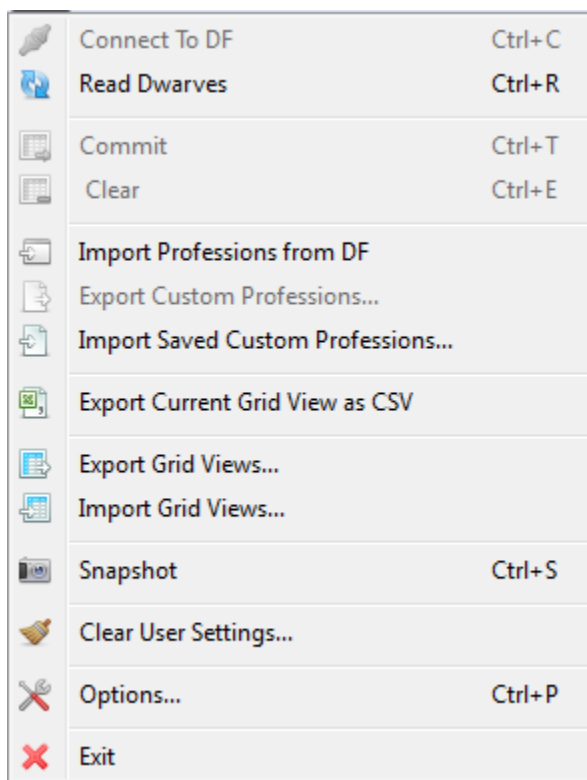 Connect To DF Ctrl+C
Read Dwarves Ctrl+R
Commit Ctrl+T
Clear Ctrl+E
Import Professions from DF
Export Custom Professions...
Import Saved Custom Professions...
Export Current Grid View as CSV
Export Grid Views...
Import Grid Views...
Snapshot Ctrl+S
Clear User Settings...
Options... Ctrl+P
Exit